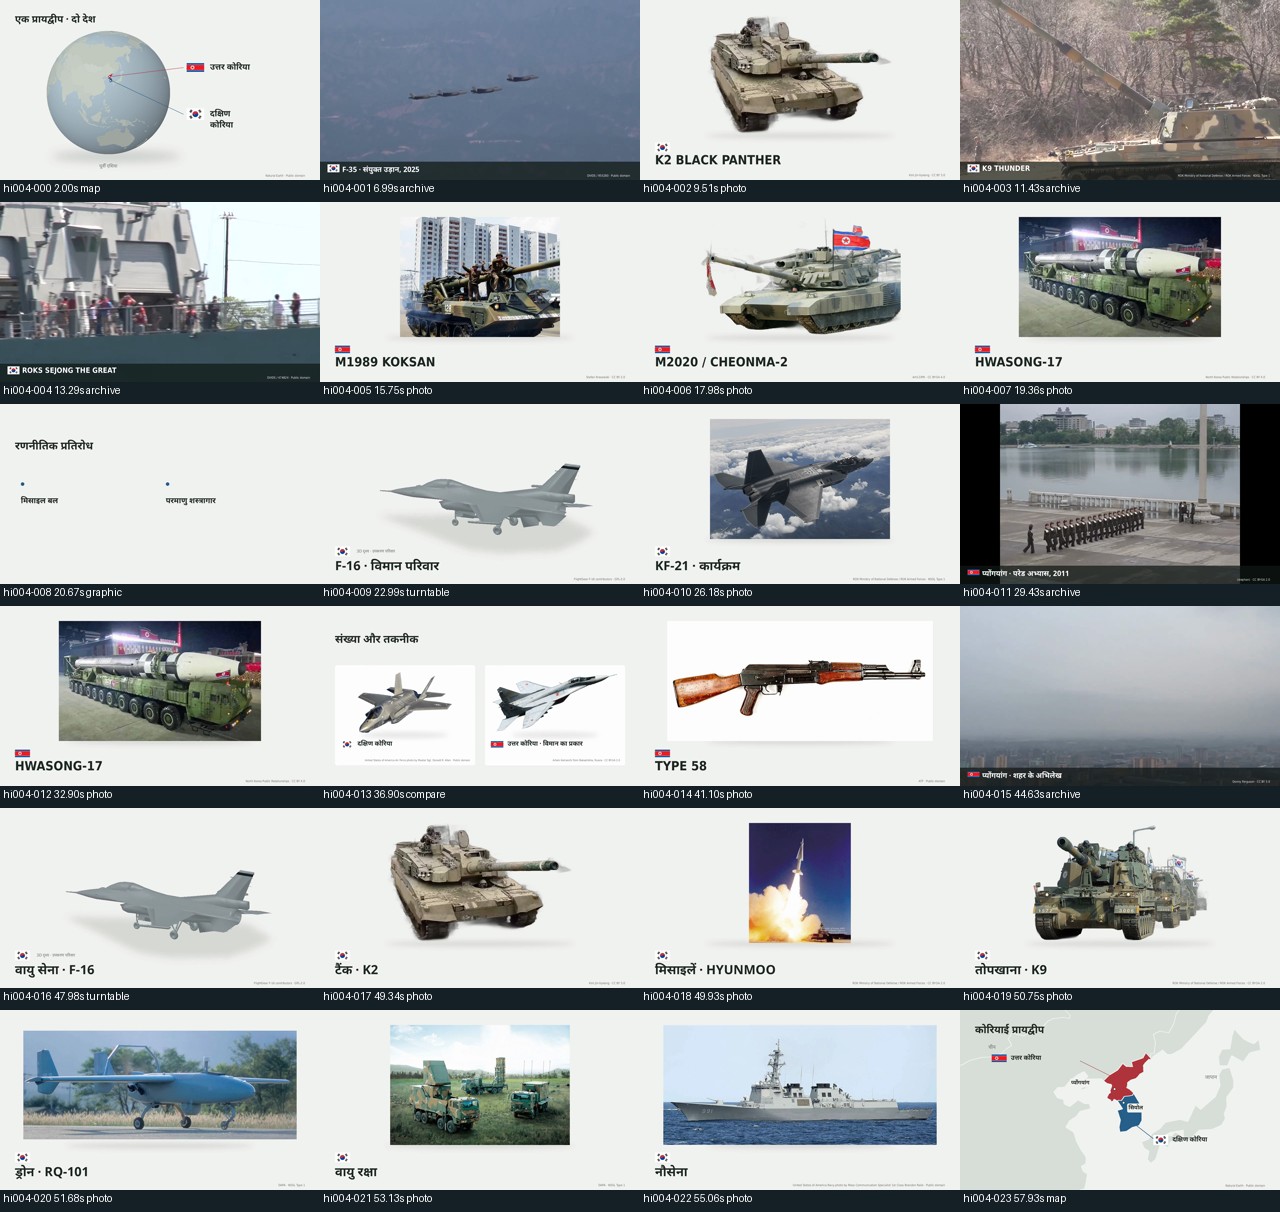 एक प्रायद्वीप · दो देश
उत्तर कोरिया
दक्षिण
कोरिया
hi004-000 2.00s map
F-35 · संयुक्त उड़ान, 2025
hi004-001 6.99s archive
K2 BLACK PANTHER
hi004-002 9.51s photo
K9 THUNDER
hi004-003 11.43s archive
ROKS SEJONG THE GREAT
hi004-004 13.29s archive
M1989 KOKSAN
hi004-005 15.75s photo
M2020 / CHEONMA-2
hi004-006 17.98s photo
HWASONG-17
hi004-007 19.36s photo
रणनीतिक प्रतिरोध
मिसाइल बल
परमाणु शस्त्रागार
hi004-008 20.67s graphic
F-16 · विमान परिवार
hi004-009 22.99s turntable
KF-21 · कार्यक्रम
hi004-010 26.18s photo
प्योंगयांग · परेड अभ्यास, 2011
hi004-011 29.43s archive
HWASONG-17
hi004-012 32.90s photo
संख्या और तकनीक
दक्षिण कोरिया
उत्तर कोरिया · विमान का प्रकार
hi004-013 36.90s compare
TYPE 58
hi004-014 41.10s photo
प्योंगयांग · शहर के अभिलेख
hi004-015 44.63s archive
वायु सेना · F-16
hi004-016 47.98s turntable
टैंक · K2
hi004-017 49.34s photo
मिसाइलें · HYUNMOO
hi004-018 49.93s photo
तोपखाना · K9
hi004-019 50.75s photo
ड्रोन · RQ-101
hi004-020 51.68s photo
वायु रक्षा
hi004-021 53.13s photo
नौसेना
hi004-022 55.06s photo
कोरियाई प्रायद्वीप
चीन
उत्तर कोरिया
प्योंगयांग
जापान
सियोल
दक्षिण कोरिया
hi004-023 57.93s map